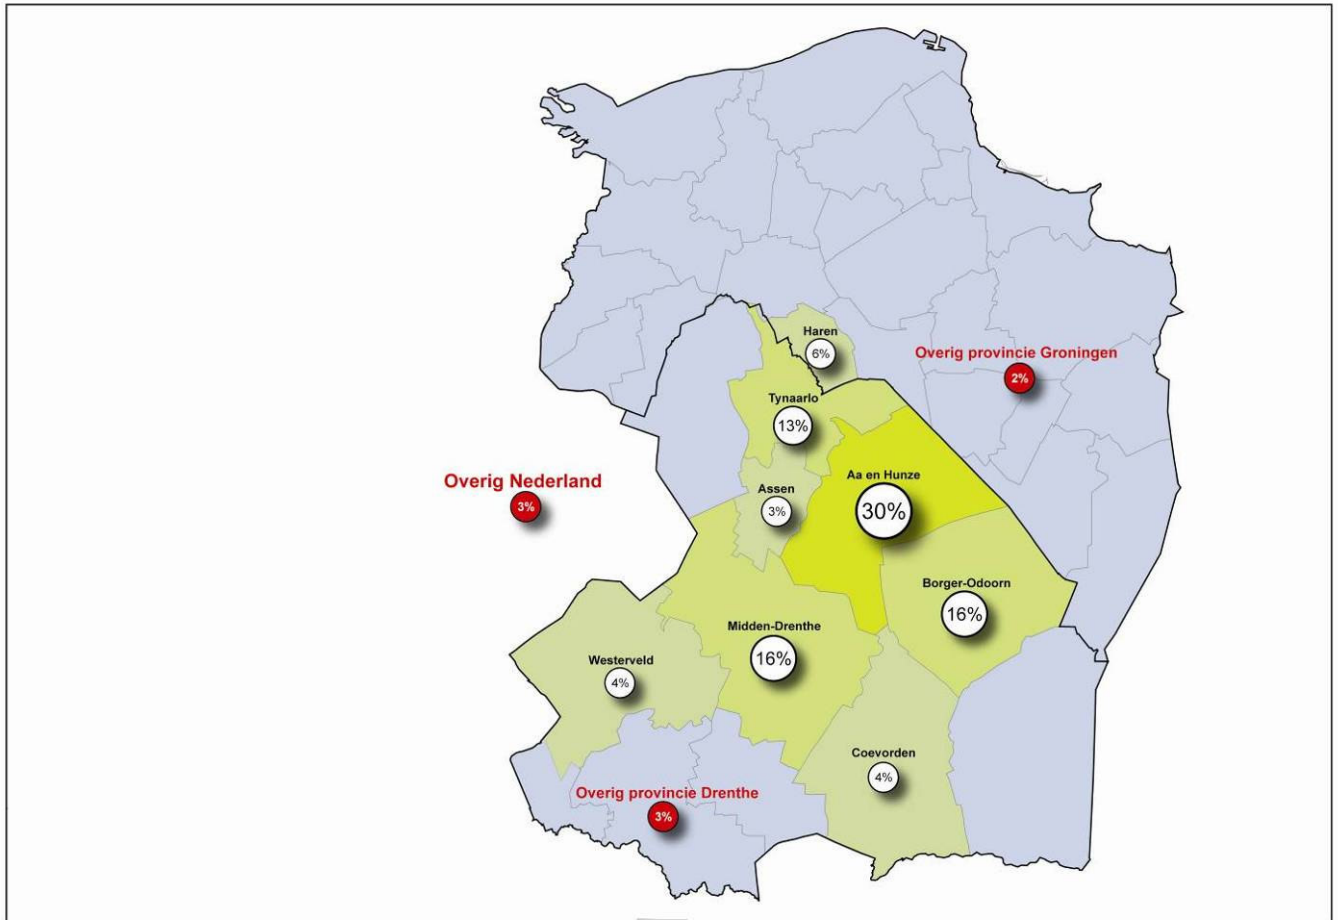 Haren
6%
Overig provincie Groningen
2%
Tynaarlo
13%
Overig Nederland
3%
Assen
3%
Aa en Hunze
30%
Borger-Odoorn
16%
Midden-Drenthe
16%
Westerveld
4%
Coevorden
4%
Overig provincie Drenthe
3%